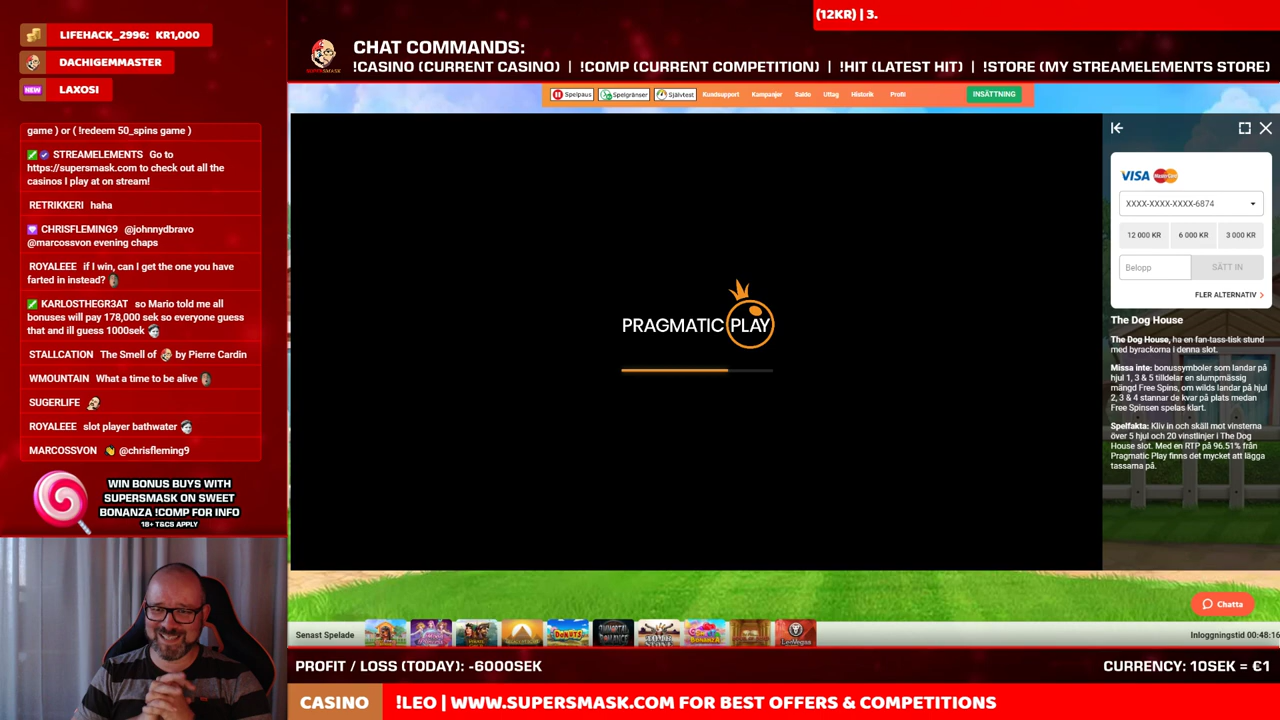 LIFEHACK_2996: KR1,000
DACHIGEMMASTER
NEW LAXOSI
game ) or ( !redeem 50_spins game )
STREAMELEMENTS Go to
https://supersmask.com to check out all the
casinos I play at on stream!
RETRIKKERI haha
CHRISFLEMING9 @johnnydbravo
@marcossvon evening chaps
ROYALEEE if I win, can I get the one you have
farted in instead?
KARLOSTHEGR3AT so Mario told me all
bonuses will pay 178,000 sek so everyone guess
that and ill guess 1000sek
STALLCATION The Smell of by Pierre Cardin
WMOUNTAIN What a time to be alive
SUGERLIFE
ROYALEEE slot player bathwater
MARCOSSVON @chrisfleming9
WIN BONUS BUYS WITH
SUPERSMASK ON SWEET
BONANZA !COMP FOR INFO
18+ T&CS APPLY
(12KR) | 3.
SUPERSMASK
CHAT COMMANDS:
!CASINO (CURRENT CASINO) | !COMP (CURRENT COMPETITION) | !HIT (LATEST HIT) | !STORE (MY STREAMELEMENTS STORE)
Spelpaus Spelgränser Självtest Kundsupport Kampanjer Saldo Uttag Historik Profil INSÄTTNING
PRAGMATIC PLAY
VISA MasterCard
XXXX-XXXX-XXXX-6874
12 000 KR 6 000 KR 3 000 KR
Belopp SÄTT IN
FLER ALTERNATIV
The Dog House
The Dog House, ha en fan-tass-tisk stund
med byrackorna i denna slot.
Missa inte: bonussymboler som landar på
hjul 1, 3 & 5 tilldelar en slumpmässig
mängd Free Spins, om wilds landar på hjul
2, 3 & 4 stannar de kvar på plats medan
Free Spinsen spelas klart.
Spelfakta: Kliv in och skäll mot vinsterna
över 5 hjul och 20 vinstlinjer i The Dog
House slot. Med en RTP på 96.51% från
Pragmatic Play finns det mycket att lägga
tassarna på.
Chatta
Senast Spelade
Inloggningstid 00:48:16
PROFIT / LOSS (TODAY): -6000SEK
CURRENCY: 10SEK = €1
CASINO
!LEO | WWW.SUPERSMASK.COM FOR BEST OFFERS & COMPETITIONS